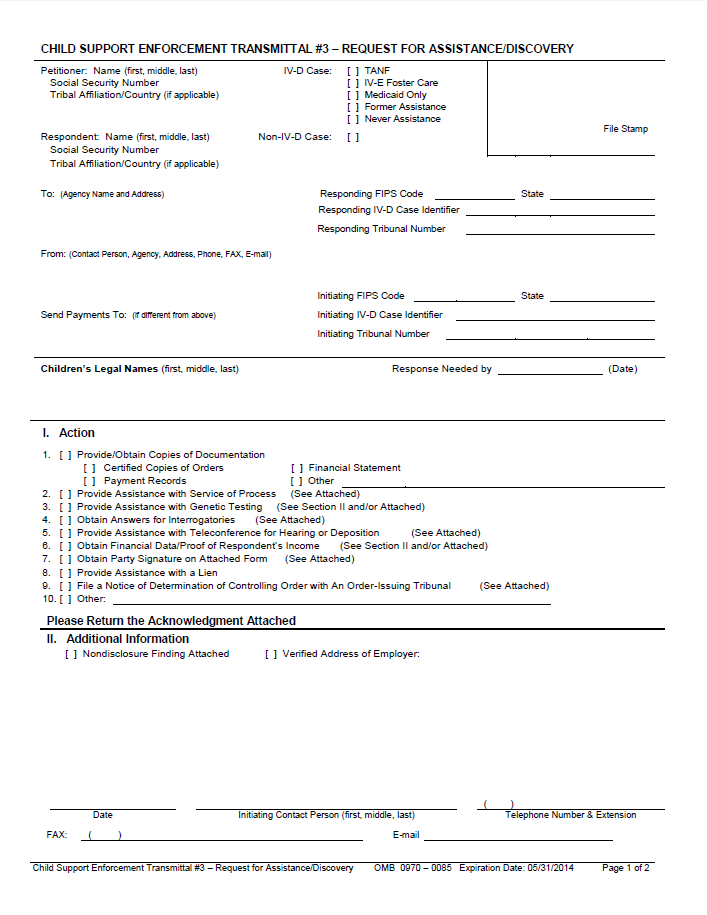 CHILD SUPPORT ENFORCEMENT TRANSMITTAL #3 – REQUEST FOR ASSISTANCE/DISCOVERY
Petitioner: Name (first, middle, last) IV-D Case: [ ] TANF
Social Security Number [ ] IV-E Foster Care
Tribal Affiliation/Country (if applicable) [ ] Medicaid Only
[ ] Former Assistance
[ ] Never Assistance
File Stamp
Respondent: Name (first, middle, last) Non-IV-D Case: [ ]
Social Security Number
Tribal Affiliation/Country (if applicable)
To: (Agency Name and Address) Responding FIPS Code State
Responding IV-D Case Identifier
Responding Tribunal Number
From: (Contact Person, Agency, Address, Phone, FAX, E-mail)
Initiating FIPS Code State
Send Payments To: (if different from above) Initiating IV-D Case Identifier
Initiating Tribunal Number
Children's Legal Names (first, middle, last) Response Needed by (Date)
I. Action
1. [ ] Provide/Obtain Copies of Documentation
[ ] Certified Copies of Orders [ ] Financial Statement
[ ] Payment Records [ ] Other
2. [ ] Provide Assistance with Service of Process (See Attached)
3. [ ] Provide Assistance with Genetic Testing (See Section II and/or Attached)
4. [ ] Obtain Answers for Interrogatories (See Attached)
5. [ ] Provide Assistance with Teleconference for Hearing or Deposition (See Attached)
6. [ ] Obtain Financial Data/Proof of Respondent's Income (See Section II and/or Attached)
7. [ ] Obtain Party Signature on Attached Form (See Attached)
8. [ ] Provide Assistance with a Lien
9. [ ] File a Notice of Determination of Controlling Order with An Order-Issuing Tribunal (See Attached)
10. [ ] Other:
Please Return the Acknowledgment Attached
II. Additional Information
[ ] Nondisclosure Finding Attached [ ] Verified Address of Employer:
( )
Date Initiating Contact Person (first, middle, last) Telephone Number & Extension
FAX: ( ) E-mail
Child Support Enforcement Transmittal #3 – Request for Assistance/Discovery OMB 0970 – 0085 Expiration Date: 05/31/2014 Page 1 of 2